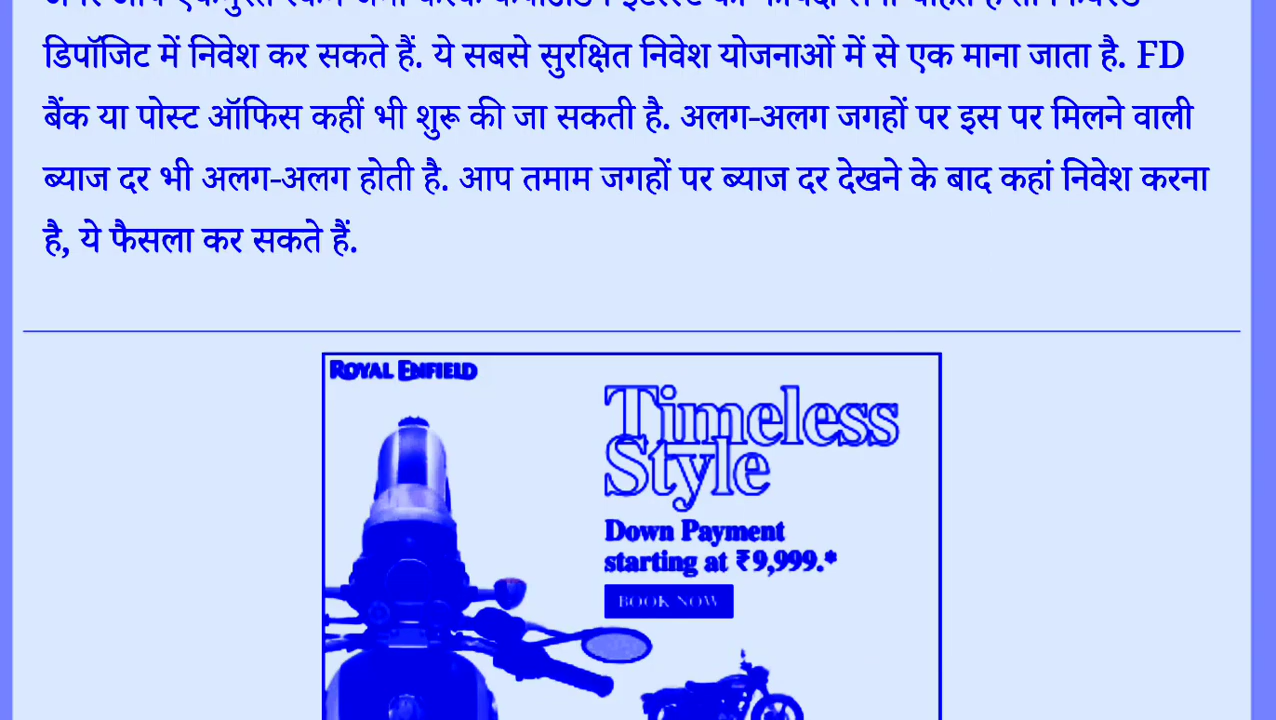 डिपॉजिट में निवेश कर सकते हैं. ये सबसे सुरक्षित निवेश योजनाओं में से एक माना जाता है. FD
बैंक या पोस्ट ऑफिस कहीं भी शुरू की जा सकती है. अलग-अलग जगहों पर इस पर मिलने वाली
ब्याज दर भी अलग-अलग होती है. आप तमाम जगहों पर ब्याज दर देखने के बाद कहां निवेश करना
है, ये फैसला कर सकते हैं.
ROYAL ENFIELD
Timeless
Style
Down Payment
starting at ₹9,999.*
BOOK NOW